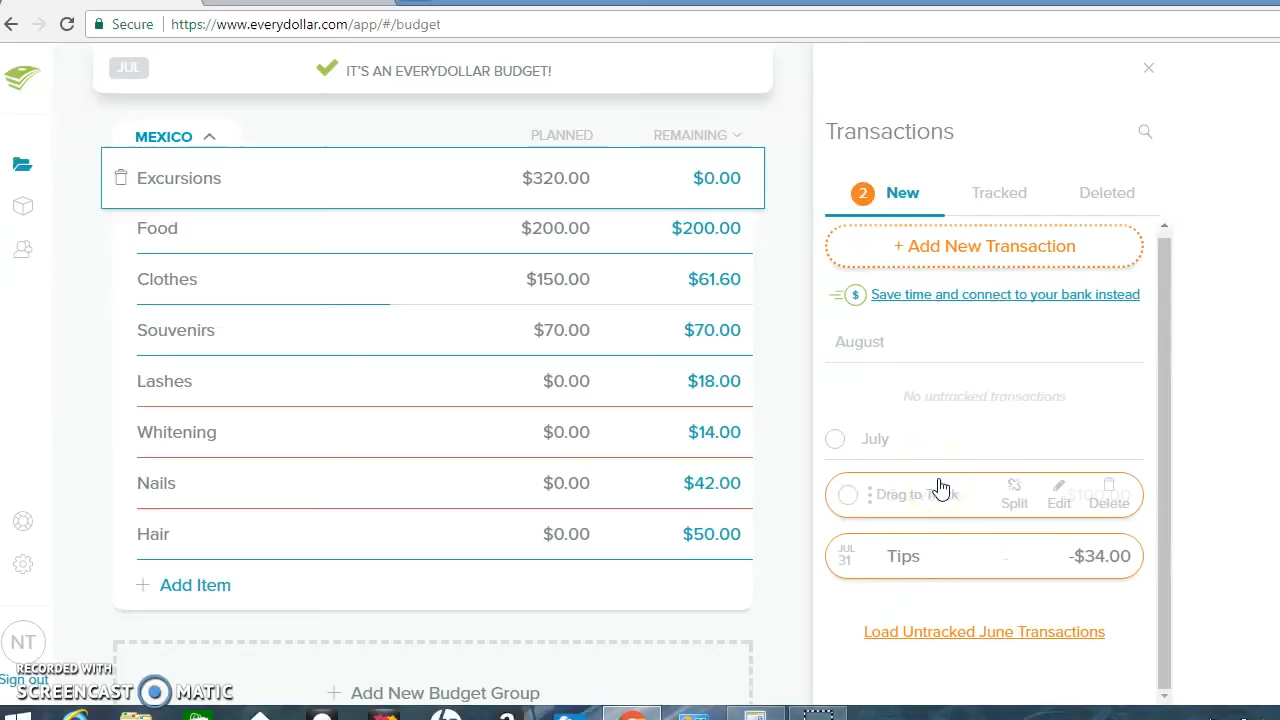 Secure https://www.everydollar.com/app/#/budget
JUL
IT'S AN EVERYDOLLAR BUDGET!
MEXICO PLANNED REMAINING
Excursions $320.00 $0.00
Food $200.00 $200.00
Clothes $150.00 $61.60
Souvenirs $70.00 $70.00
Lashes $0.00 $18.00
Whitening $0.00 $14.00
Nails $0.00 $42.00
Hair $0.00 $50.00
+ Add Item
+ Add New Budget Group
Transactions
2 New Tracked Deleted
+ Add New Transaction
$ Save time and connect to your bank instead
August
No untracked transactions
July
Drag to Track Split Edit Delete
$100.00
JUL 31 Tips -$34.00
Load Untracked June Transactions
NT
Sign out
RECORDED WITH
SCREENCAST MATIC